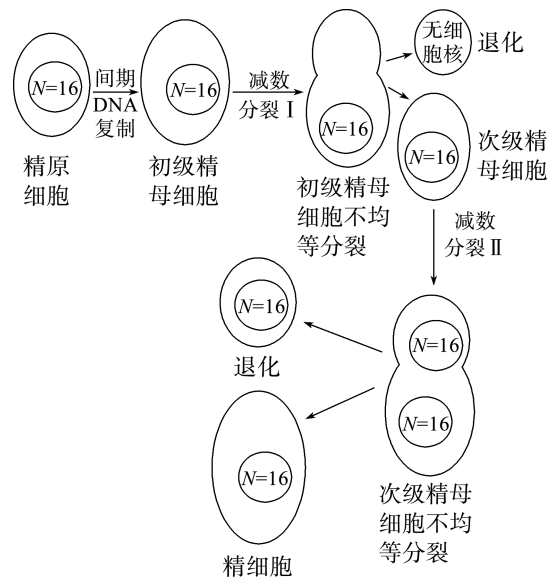 N=16
精原
细胞
间期
DNA
复制
N=16
初级精
母细胞
减数
分裂Ⅰ
N=16
初级精母
细胞不均
等分裂
无细
胞核
退化
N=16
次级精
母细胞
减数
分裂Ⅱ
N=16
N=16
次级精母
细胞不均
等分裂
N=16
退化
N=16
精细胞